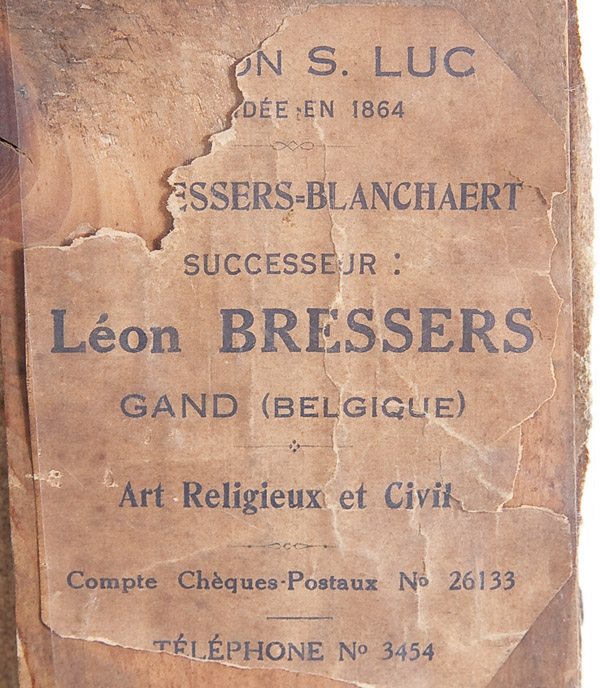 ON S. LUC
DÉE EN 1864
ESSERS=BLANCHAERT
SUCCESSEUR :
Léon BRESSERS
GAND (BELGIQUE)
Art Religieux et Civil
Compte Chèques-Postaux Nº 26133
TÉLÉPHONE Nº 3454